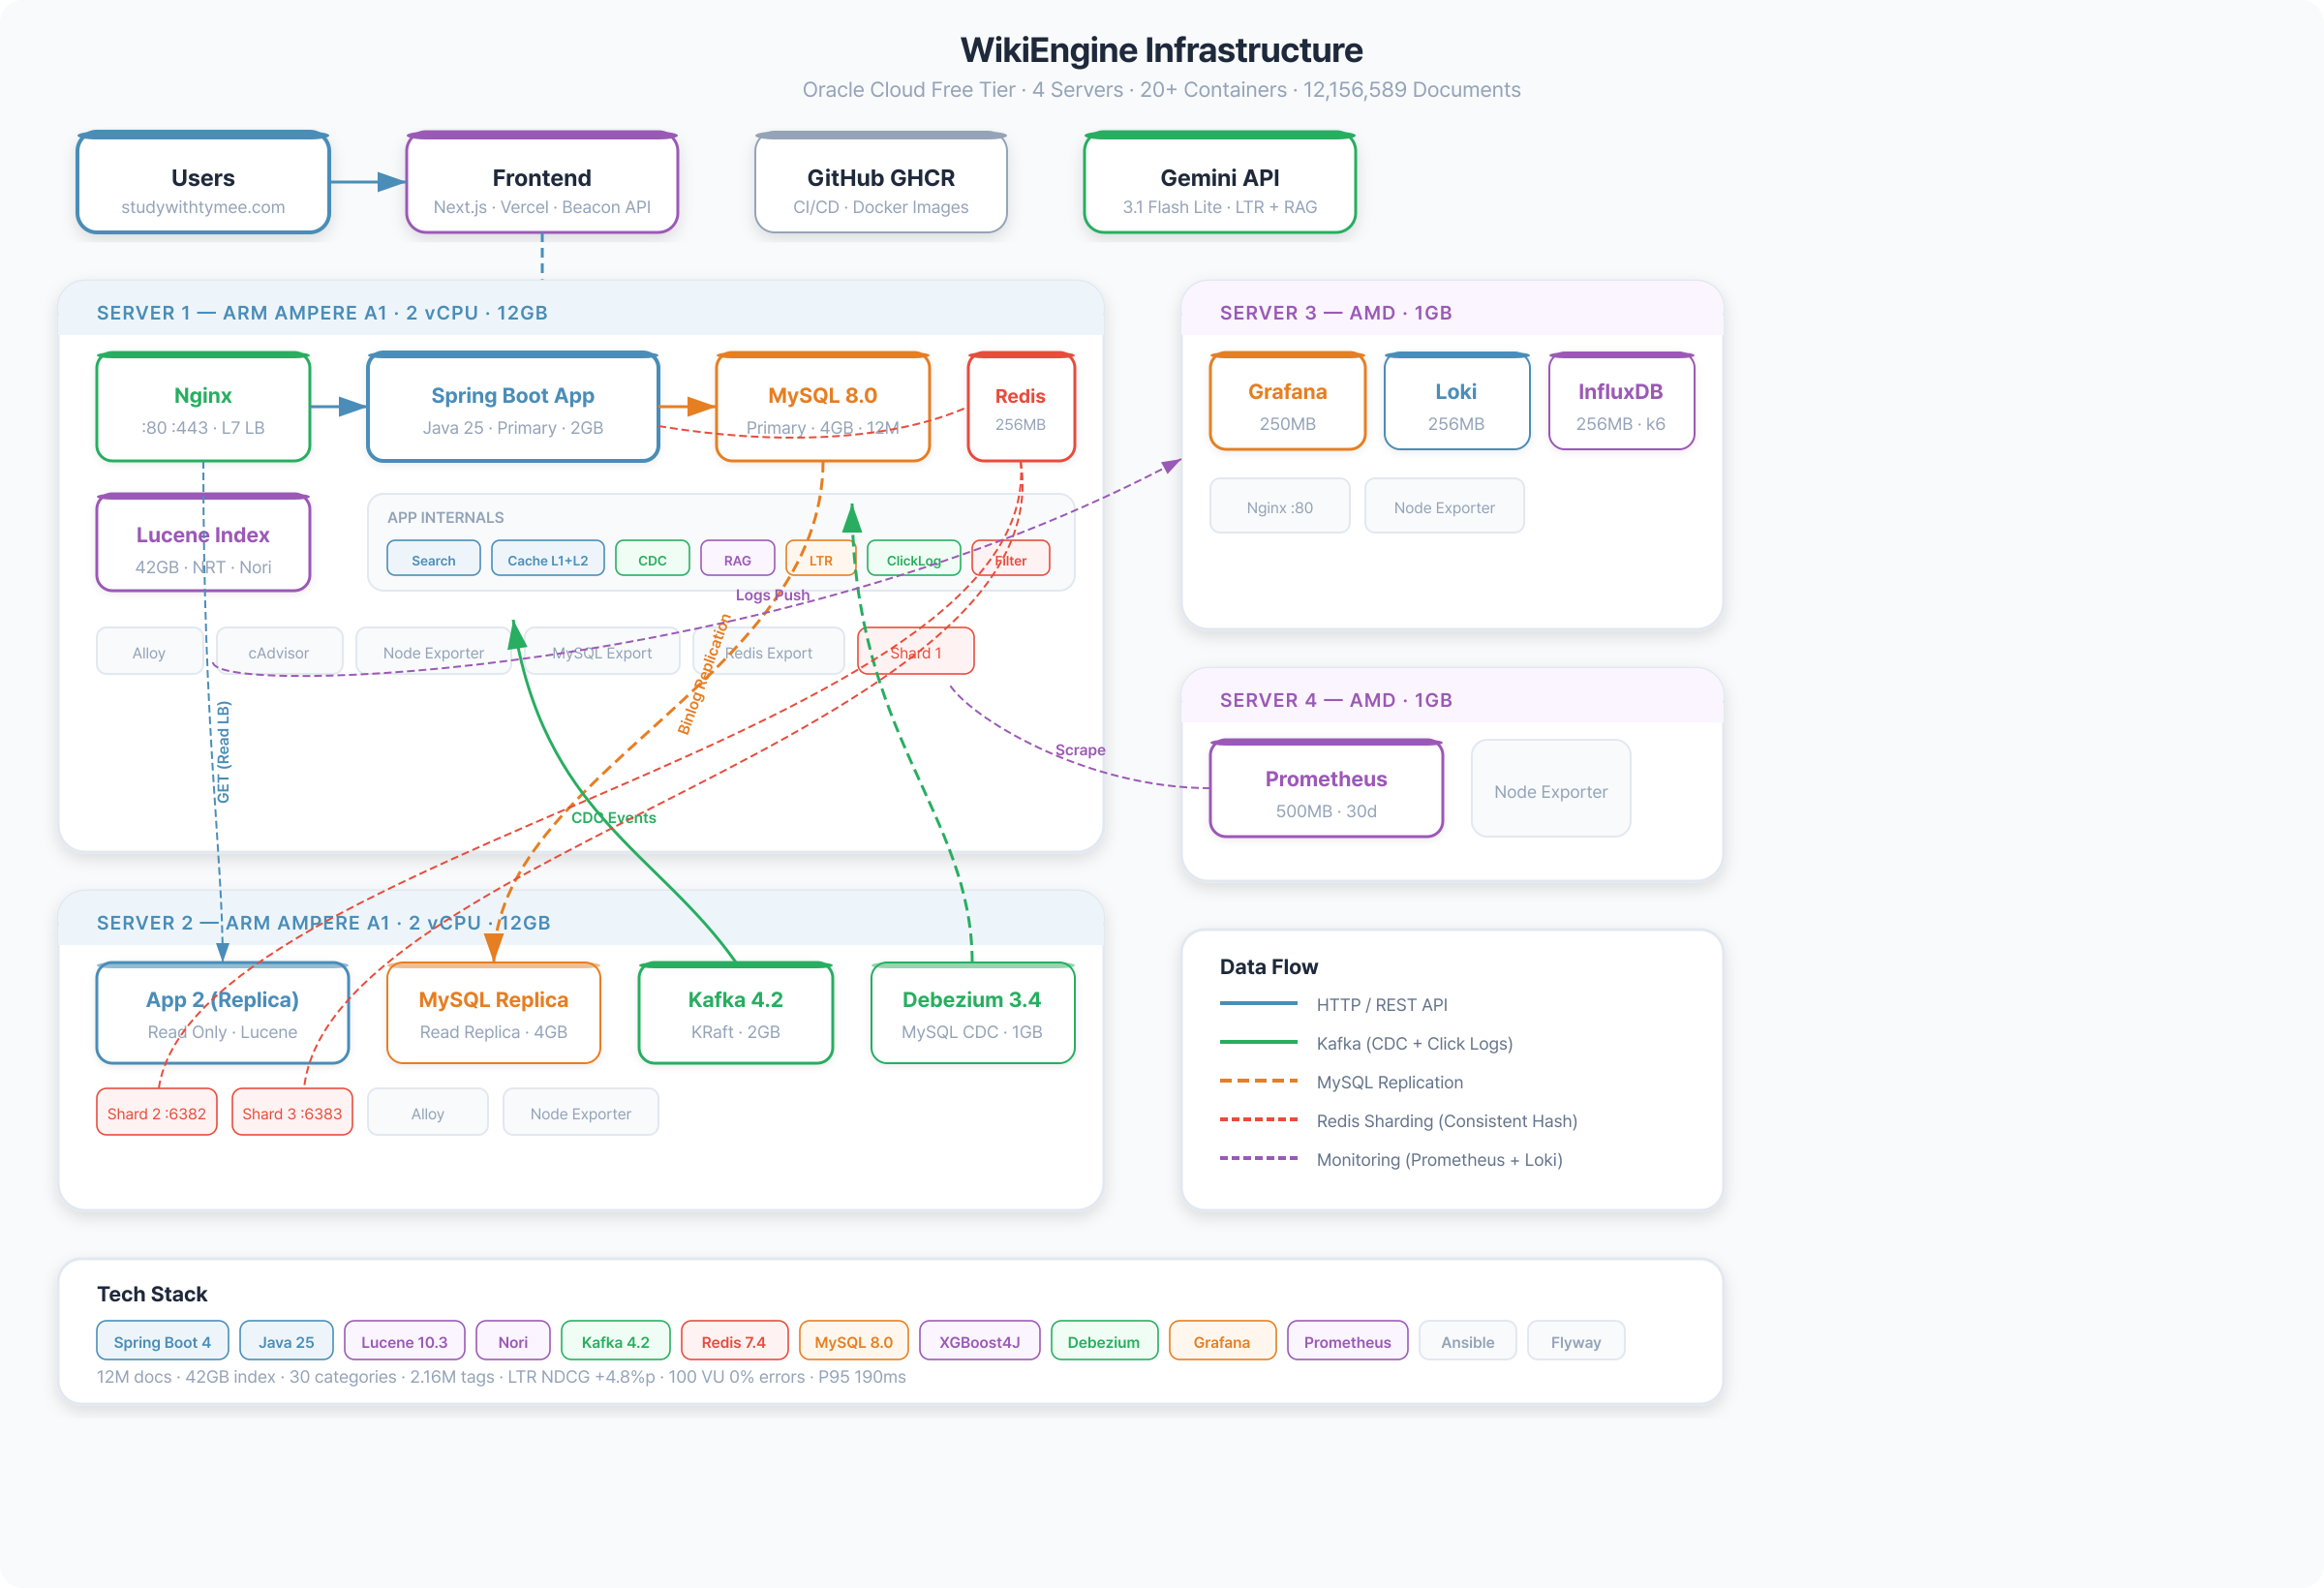 WikiEngine Infrastructure
Oracle Cloud Free Tier · 4 Servers · 20+ Containers · 12,156,589 Documents
Users
studywithtymee.com
Frontend
Next.js · Vercel · Beacon API
GitHub GHCR
CI/CD · Docker Images
Gemini API
3.1 Flash Lite · LTR + RAG
SERVER 1 — ARM AMPERE A1 · 2 vCPU · 12GB
Nginx
:80 :443 · L7 LB
Spring Boot App
Java 25 · Primary · 2GB
MySQL 8.0
Primary · 4GB · 12M
Redis
256MB
Lucene Index
42GB · NRT · Nori
APP INTERNALS
Search
Cache L1+L2
CDC
RAG
LTR
ClickLog
Filter
Logs Push
Alloy
cAdvisor
Node Exporter
MySQL Export
Redis Export
Shard 1
Binlog Replication
GET (Read LB)
CDC Events
Scrape
SERVER 3 — AMD · 1GB
Grafana
250MB
Loki
256MB
InfluxDB
256MB · k6
Nginx :80
Node Exporter
SERVER 4 — AMD · 1GB
Prometheus
500MB · 30d
Node Exporter
SERVER 2 — ARM AMPERE A1 · 2 vCPU · 12GB
App 2 (Replica)
Read Only · Lucene
MySQL Replica
Read Replica · 4GB
Kafka 4.2
KRaft · 2GB
Debezium 3.4
MySQL CDC · 1GB
Shard 2 :6382
Shard 3 :6383
Alloy
Node Exporter
Data Flow
HTTP / REST API
Kafka (CDC + Click Logs)
MySQL Replication
Redis Sharding (Consistent Hash)
Monitoring (Prometheus + Loki)
Tech Stack
Spring Boot 4
Java 25
Lucene 10.3
Nori
Kafka 4.2
Redis 7.4
MySQL 8.0
XGBoost4J
Debezium
Grafana
Prometheus
Ansible
Flyway
12M docs · 42GB index · 30 categories · 2.16M tags · LTR NDCG +4.8%p · 100 VU 0% errors · P95 190ms